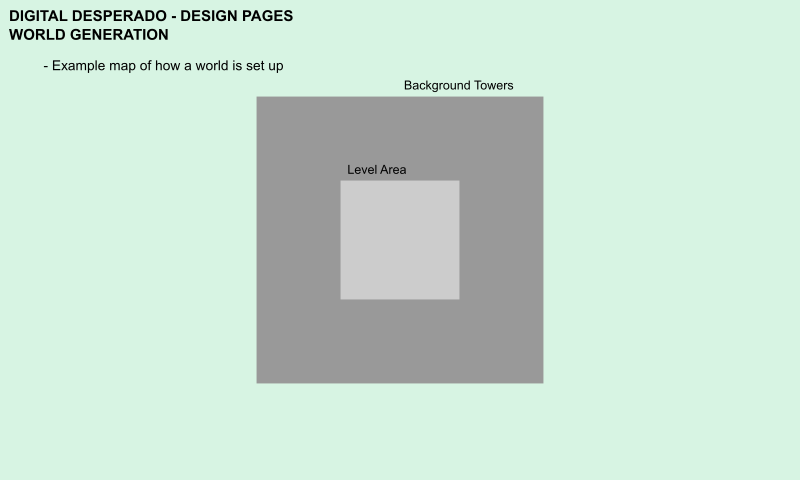 DIGITAL DESPERADO - DESIGN PAGES
WORLD GENERATION
- Example map of how a world is set up
Background Towers
Level Area